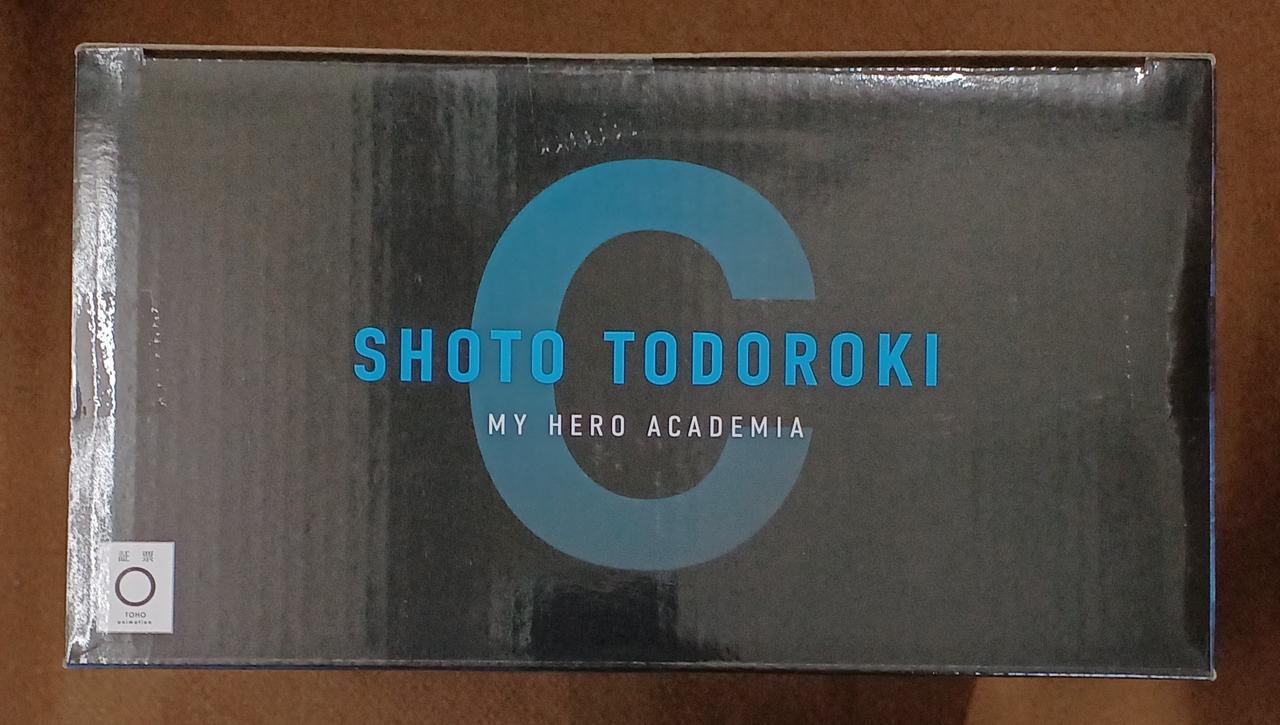 C
SHOTO TODOROKI
MY HERO ACADEMIA
証票
TOHO
animation